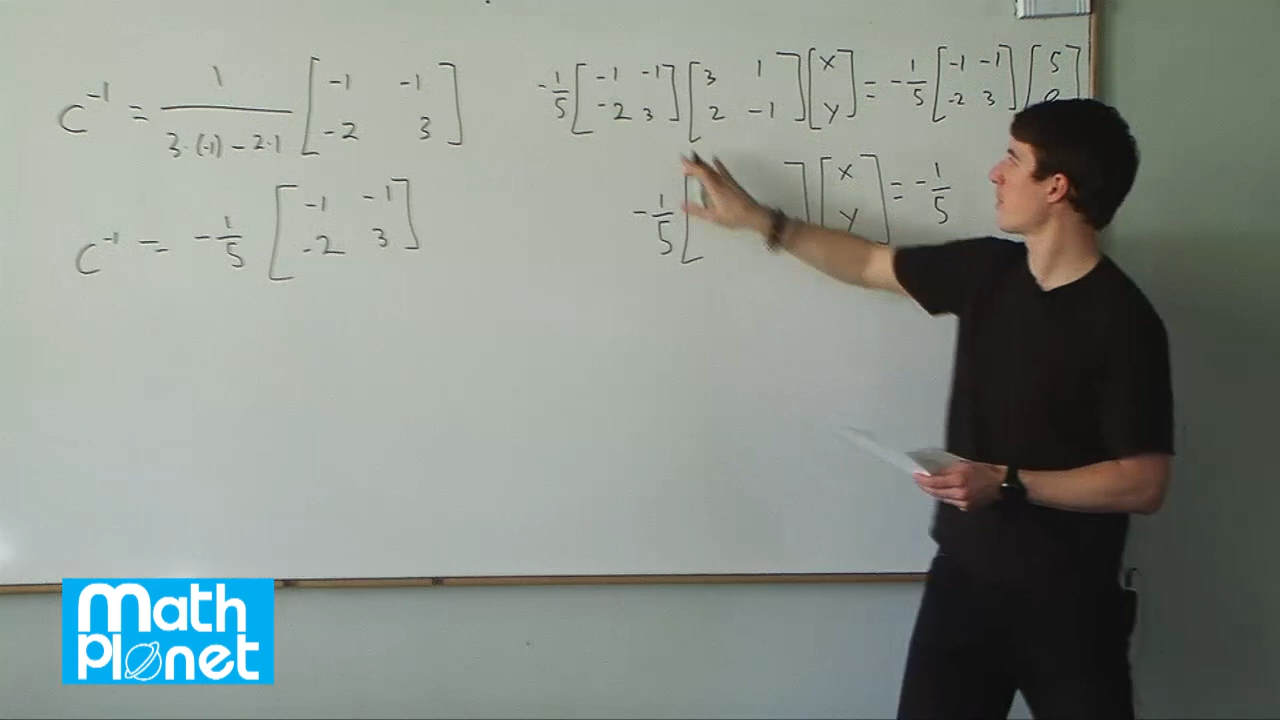 C⁻¹ = 1 / (3·(-1) - 2·1) [-1 -1; -2 3]
C⁻¹ = -1/5 [-1 -1; -2 3]
-1/5 [-1 -1; -2 3] [3 1; 2 -1] [x; y] = -1/5 [-1 -1; -2 3] [5
-1/5 [ ] [x; y] = -1/5
Math
Planet